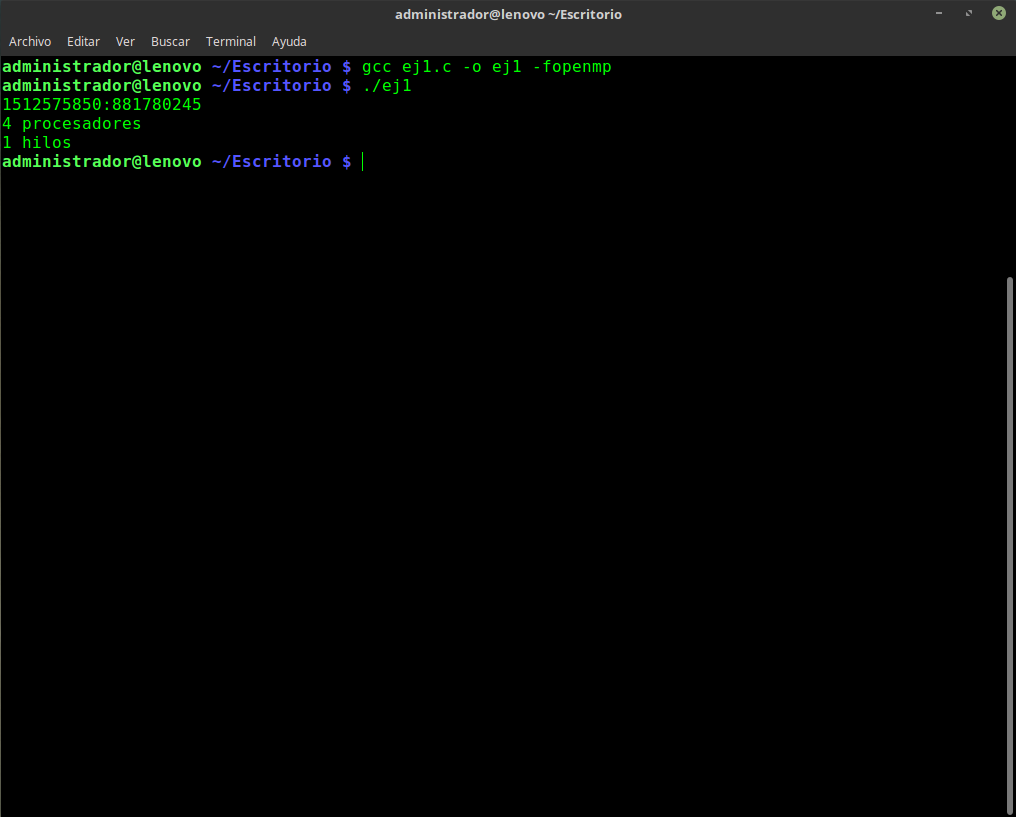 administrador@lenovo ~/Escritorio
Archivo Editar Ver Buscar Terminal Ayuda
administrador@lenovo ~/Escritorio $ gcc ej1.c -o ej1 -fopenmp
administrador@lenovo ~/Escritorio $ ./ej1
1512575850:881780245
4 procesadores
1 hilos
administrador@lenovo ~/Escritorio $